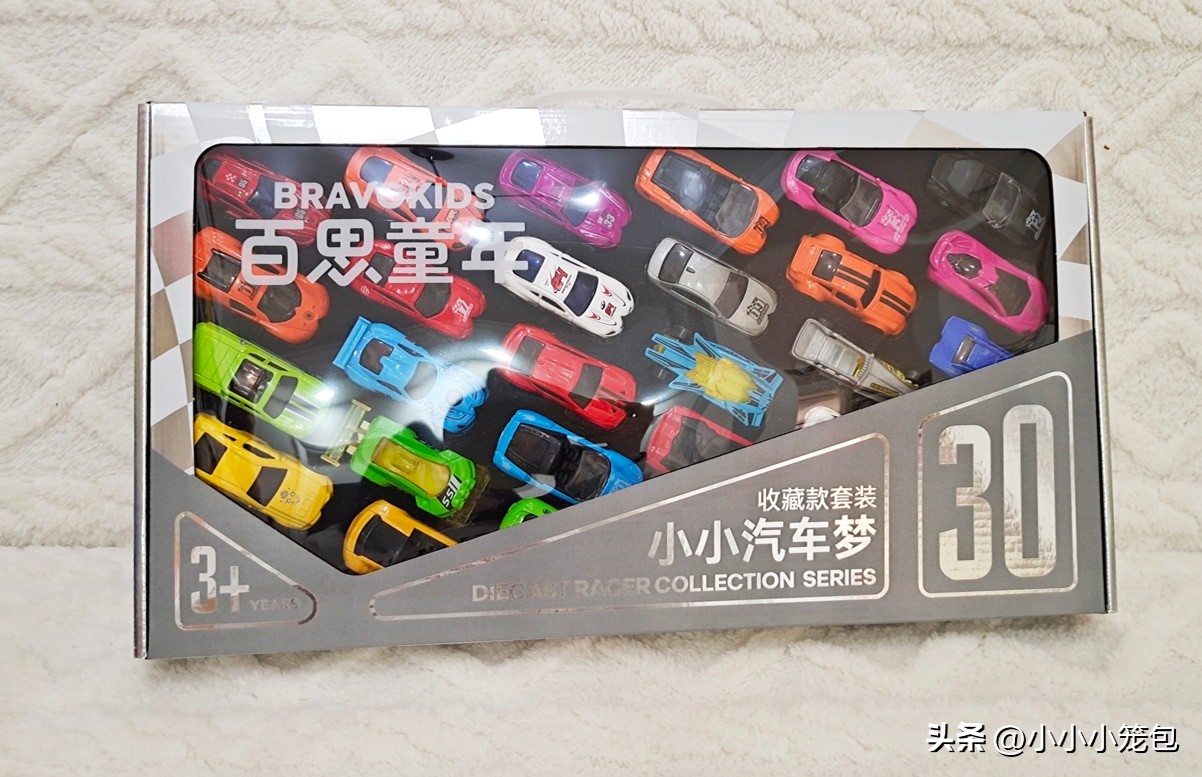 BRAVOKIDS
百思童年
33
收藏款套装
小小汽车梦
DIECAST RACER COLLECTION SERIES
30
3+
YEARS
头条 @小小小笼包